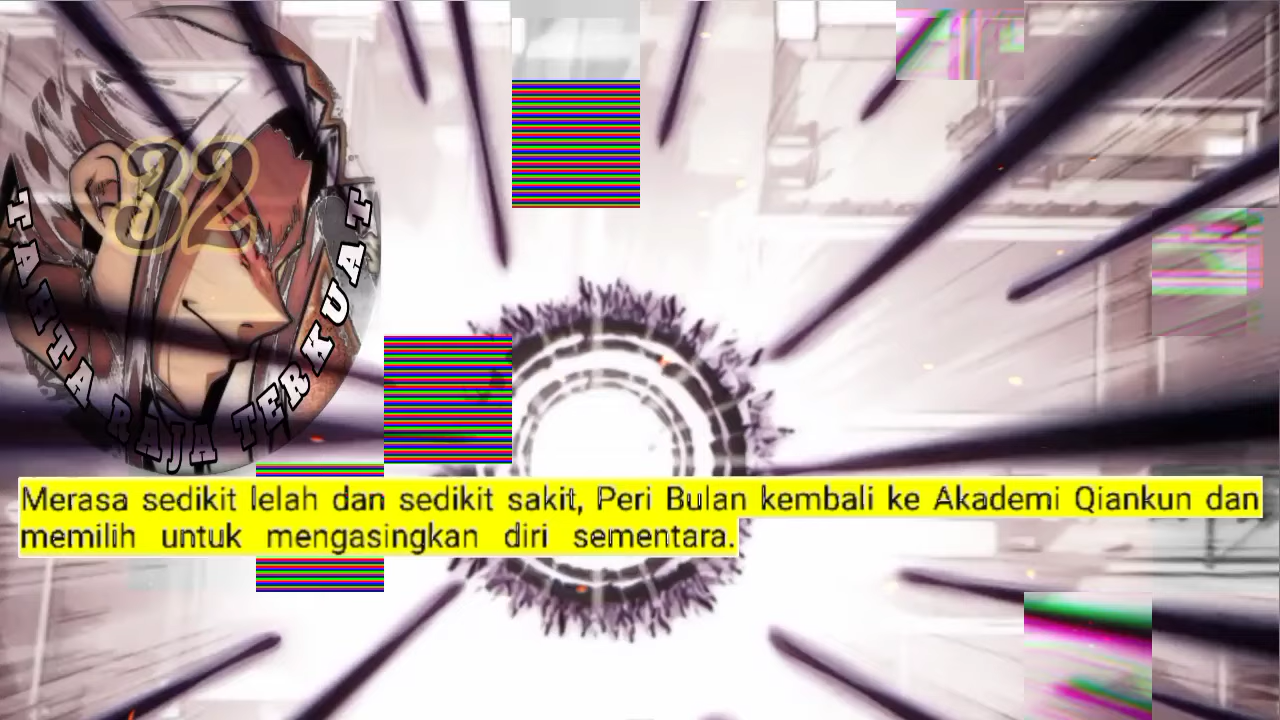 32
TAHTA RAJA TERKUAT
Merasa sedikit lelah dan sedikit sakit, Peri Bulan kembali ke Akademi Qiankun dan
memilih untuk mengasingkan diri sementara.